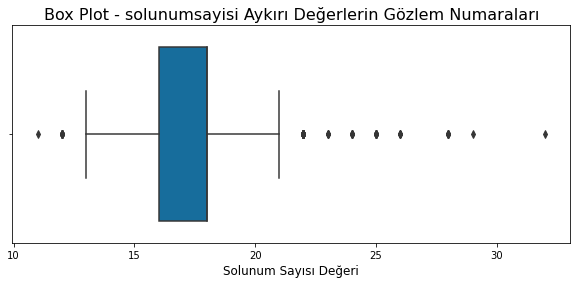 Box Plot - solunumsayisi Aykırı Değerlerin Gözlem Numaraları
10 15 20 25 30
Solunum Sayısı Değeri